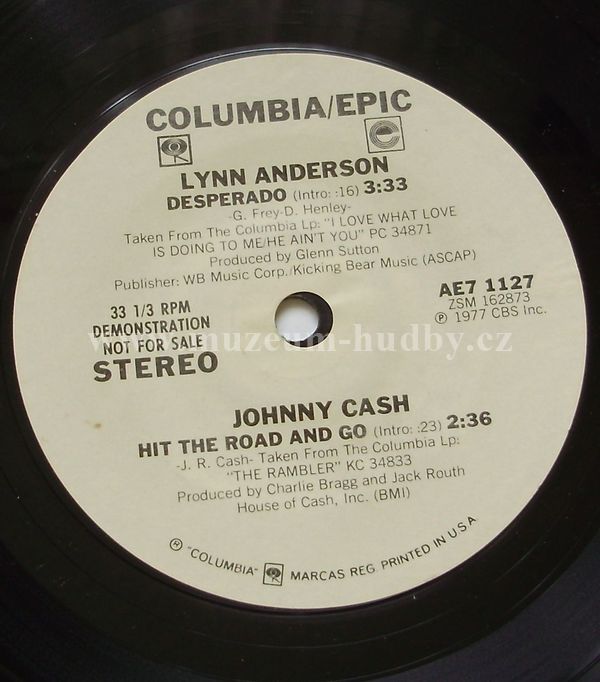 COLUMBIA/EPIC
LYNN ANDERSON
DESPERADO (Intro: :16) 3:33
-G. Frey-D. Henley-
Taken From The Columbia Lp: "I LOVE WHAT LOVE
IS DOING TO ME/HE AIN'T YOU" PC 34871
Produced by Glenn Sutton
Publisher: WB Music Corp./Kicking Bear Music (ASCAP)
33 1/3 RPM
DEMONSTRATION
NOT FOR SALE
STEREO
AE7 1127
ZSM 162873
℗ 1977 CBS Inc.
www.muzeum-hudby.cz
JOHNNY CASH
HIT THE ROAD AND GO (Intro: :23) 2:36
-J. R. Cash- Taken From The Columbia Lp:
"THE RAMBLER" KC 34833
Produced by Charlie Bragg and Jack Routh
House of Cash, Inc. (BMI)
® "COLUMBIA" MARCAS REG. PRINTED IN U.S.A.